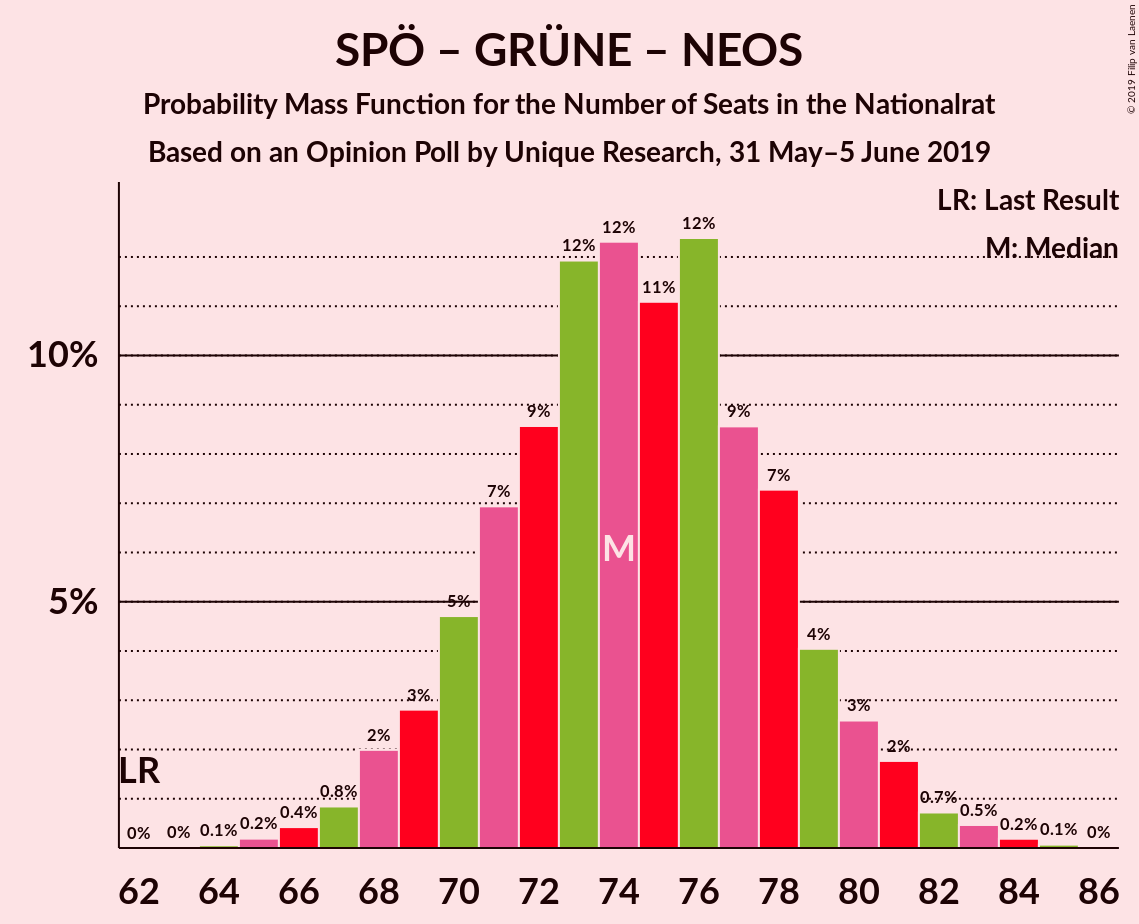 SPÖ – GRÜNE – NEOS
Probability Mass Function for the Number of Seats in the Nationalrat
Based on an Opinion Poll by Unique Research, 31 May–5 June 2019
© 2019 Filip van Laenen
LR: Last Result
M: Median
10%
5%
LR
M
0% 0% 0.1% 0.2% 0.4% 0.8% 2% 3% 5% 7% 9% 12% 12% 11% 12% 9% 7% 4% 3% 2% 0.7% 0.5% 0.2% 0.1% 0%
62 64 66 68 70 72 74 76 78 80 82 84 86